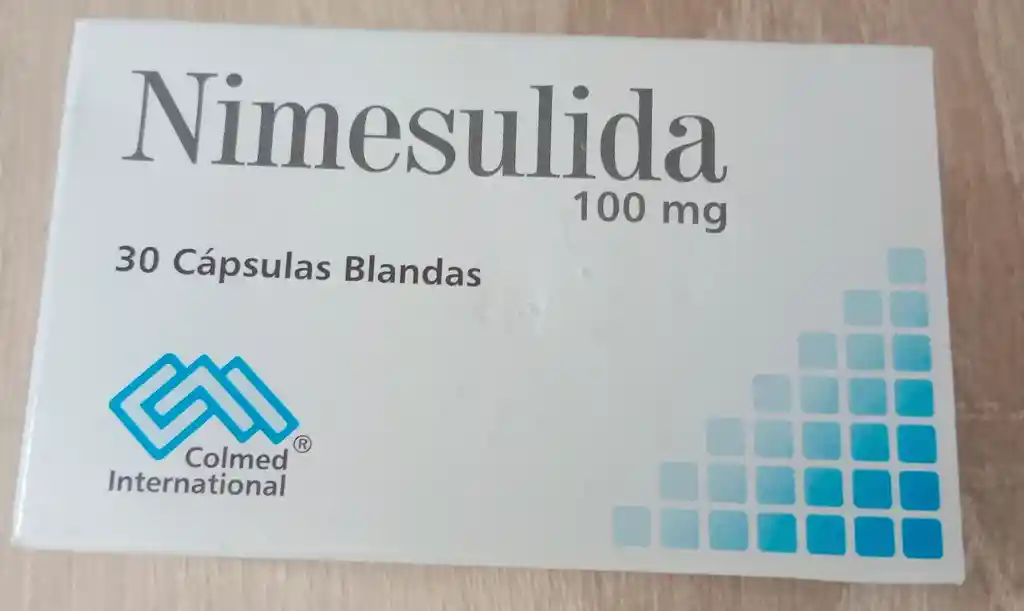 Nimesulida
100 mg
30 Cápsulas Blandas
Colmed ®
International